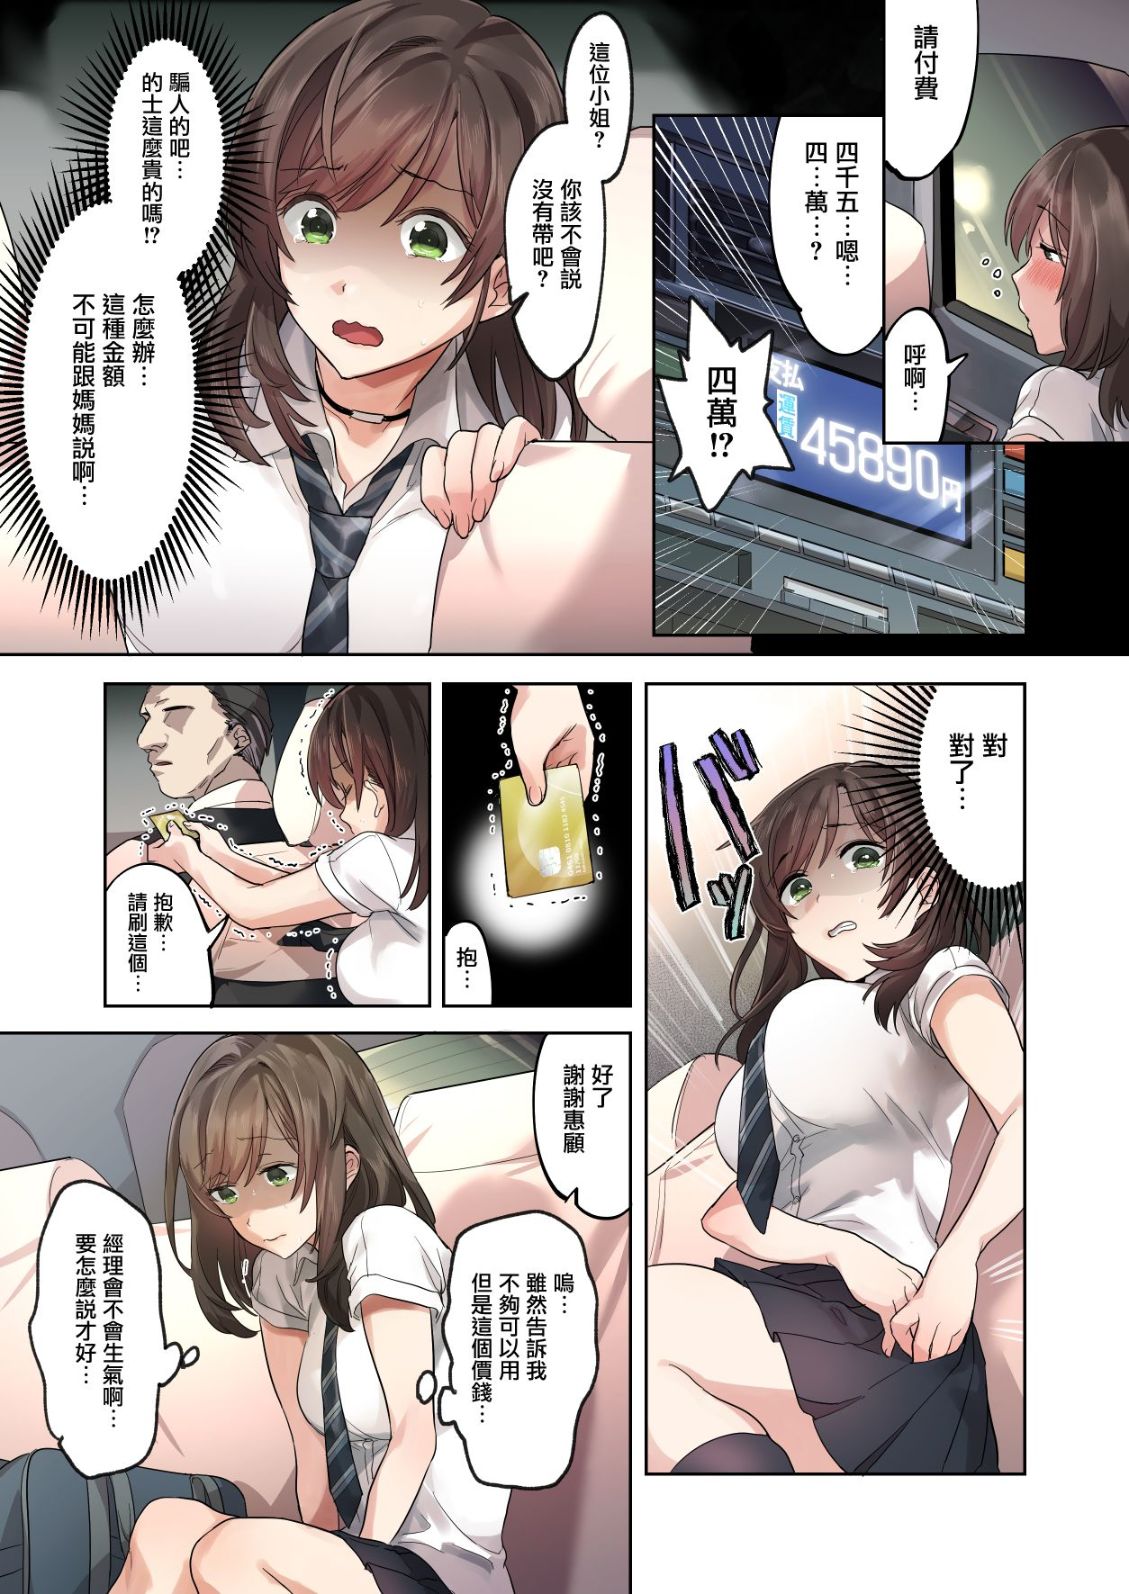 請付費
呼啊…
四千五…嗯…
四…萬…?
四萬!?
支払
運賃
45890円
這位小姐?
你該不會說
沒有帶吧?
騙人的吧…
的士這麼貴的嗎!?
怎麼辦…
這種金額
不可能跟媽媽說啊…
對
對了…
バッ
抱…
抱歉…
請刷這個…
好了
謝謝惠顧
嗚…
雖然告訴我
不夠可以用
但是這個價錢…
經理會不會生氣啊…
要怎麼說才好…